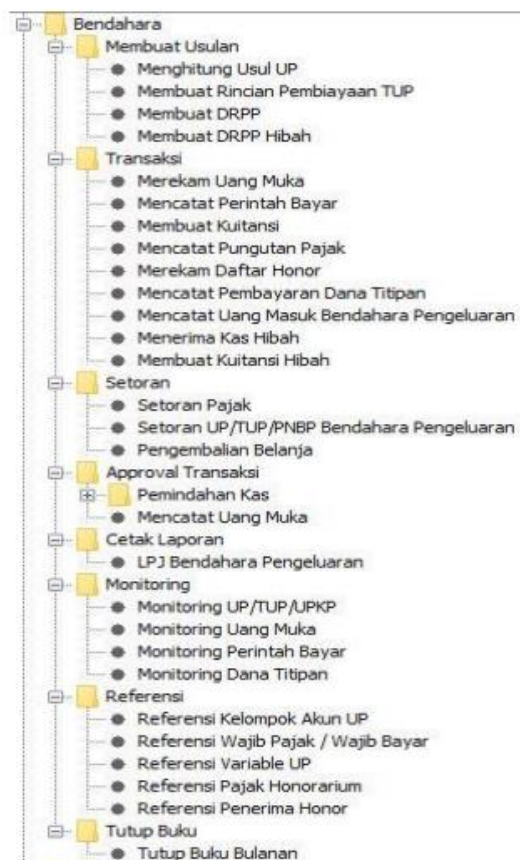 Bendahara
Membuat Usulan
Menghitung Usul UP
Membuat Rincian Pembiayaan TUP
Membuat DRPP
Membuat DRPP Hibah
Transaksi
Merekam Uang Muka
Mencatat Perintah Bayar
Membuat Kuitansi
Mencatat Pungutan Pajak
Merekam Daftar Honor
Mencatat Pembayaran Dana Titipan
Mencatat Uang Masuk Bendahara Pengeluaran
Menerima Kas Hibah
Membuat Kuitansi Hibah
Setoran
Setoran Pajak
Setoran UP/TUP/PNBP Bendahara Pengeluaran
Pengembalian Belanja
Approval Transaksi
Pemindahan Kas
Mencatat Uang Muka
Cetak Laporan
LPJ Bendahara Pengeluaran
Monitoring
Monitoring UP/TUP/UPKP
Monitoring Uang Muka
Monitoring Perintah Bayar
Monitoring Dana Titipan
Referensi
Referensi Kelompok Akun UP
Referensi Wajib Pajak / Wajib Bayar
Referensi Variable UP
Referensi Pajak Honorarium
Referensi Penerima Honor
Tutup Buku
Tutup Buku Bulanan